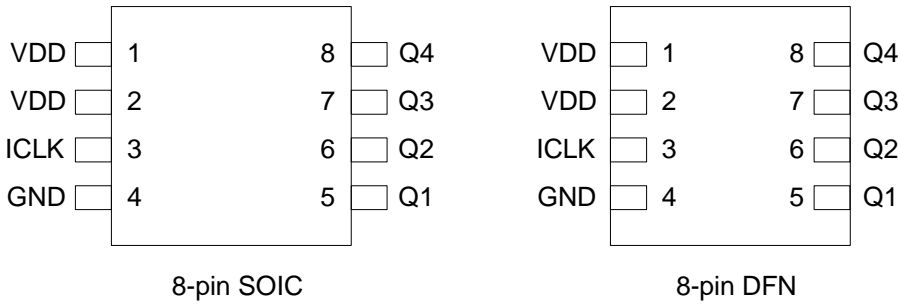 VDD 1 8 Q4 VDD 1 8 Q4
VDD 2 7 Q3 VDD 2 7 Q3
ICLK 3 6 Q2 ICLK 3 6 Q2
GND 4 5 Q1 GND 4 5 Q1
8-pin SOIC 8-pin DFN